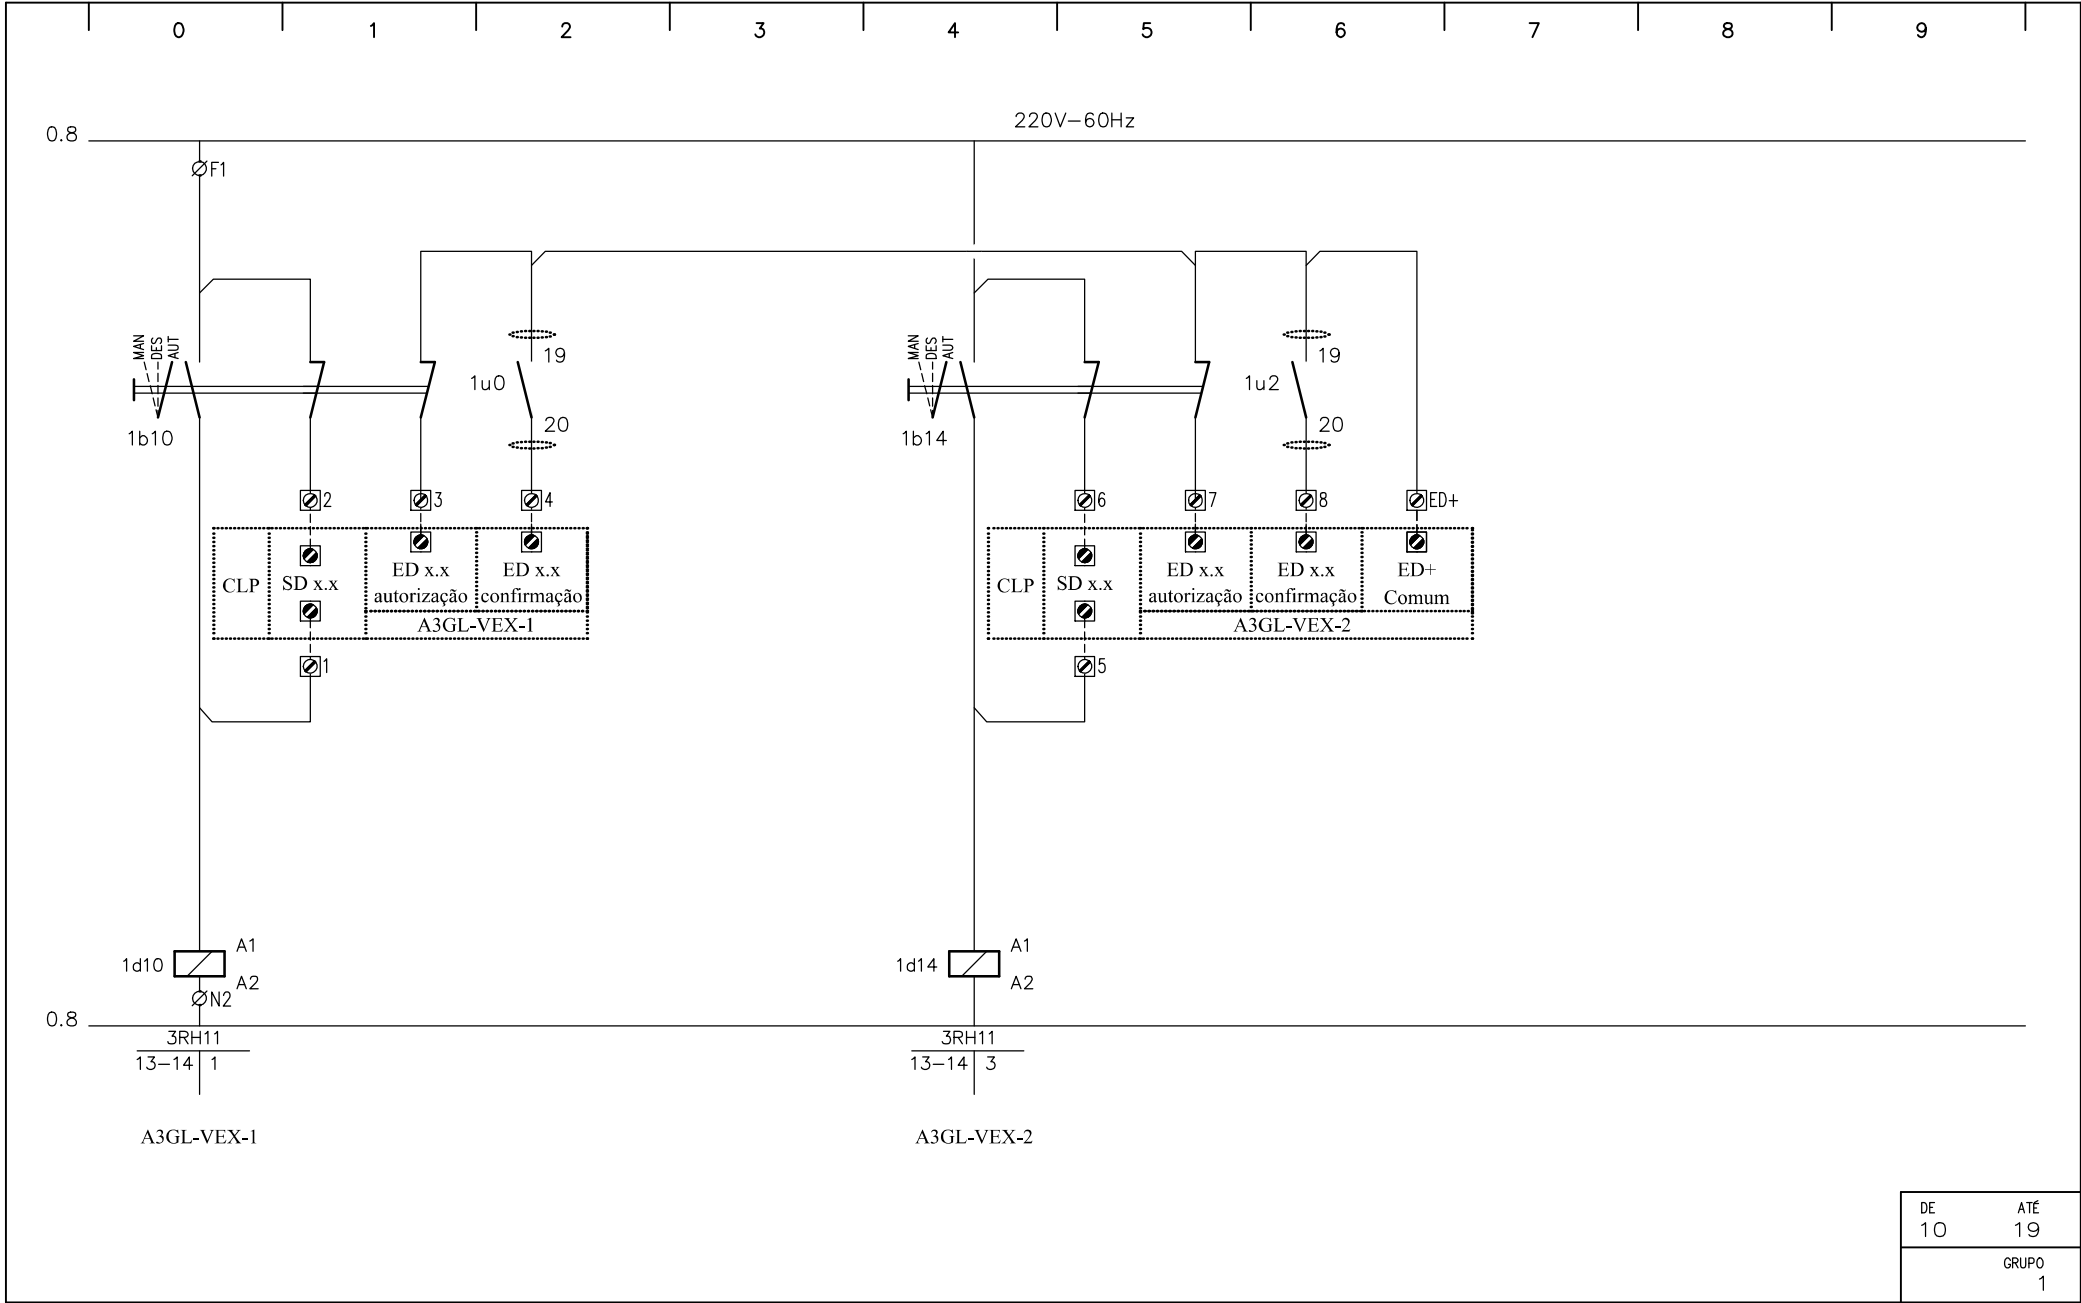 0 1 2 3 4 5 6 7 8 9
220V-60Hz
0.8
F1
MAN DES AUT
1b10
1u0
19
20
MAN DES AUT
1b14
1u2
19
20
2 3 4
6 7 8 ED+
CLP
SD x.x
ED x.x
autorização
ED x.x
confirmação
A3GL-VEX-1
1
CLP
SD x.x
ED x.x
autorização
ED x.x
confirmação
ED+
Comum
A3GL-VEX-2
5
1d10
A1
A2
N2
1d14
A1
A2
0.8
3RH11
13-14 1
3RH11
13-14 3
A3GL-VEX-1
A3GL-VEX-2
DE ATÉ
10 19
GRUPO
1